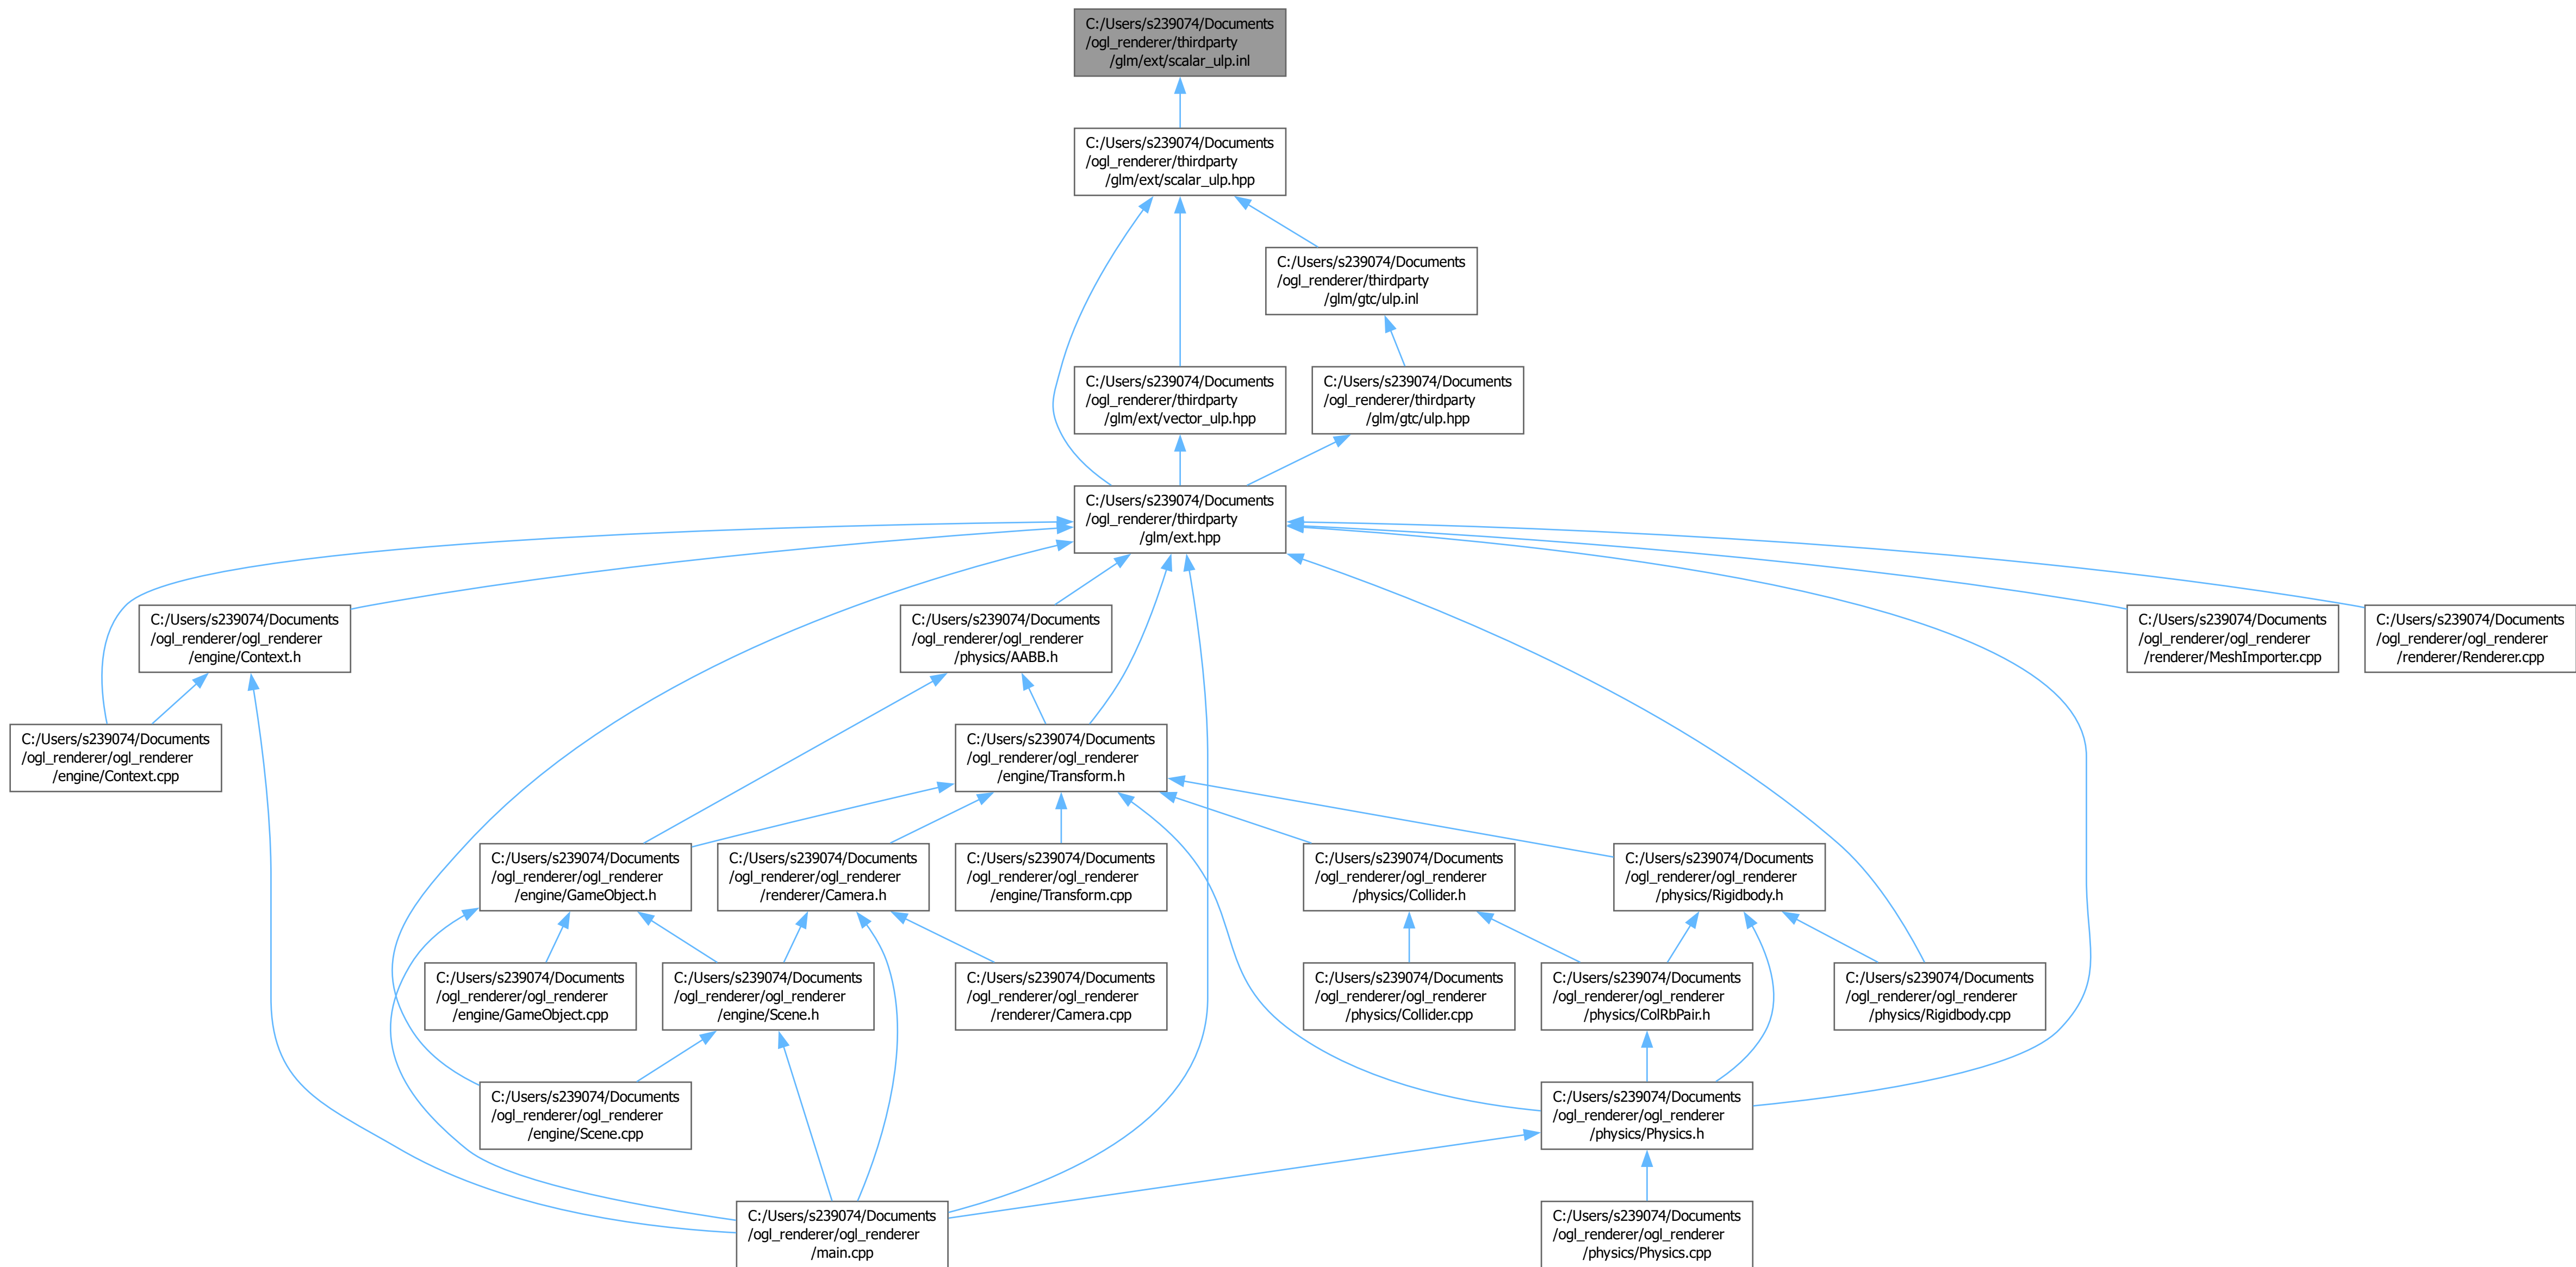 C:/Users/s239074/Documents
/ogl_renderer/thirdparty
/glm/ext/scalar_ulp.inl
C:/Users/s239074/Documents
/ogl_renderer/thirdparty
/glm/ext/scalar_ulp.hpp
C:/Users/s239074/Documents
/ogl_renderer/thirdparty
/glm/gtc/ulp.inl
C:/Users/s239074/Documents
/ogl_renderer/thirdparty
/glm/ext/vector_ulp.hpp
C:/Users/s239074/Documents
/ogl_renderer/thirdparty
/glm/gtc/ulp.hpp
C:/Users/s239074/Documents
/ogl_renderer/thirdparty
/glm/ext.hpp
C:/Users/s239074/Documents
/ogl_renderer/ogl_renderer
/engine/Context.h
C:/Users/s239074/Documents
/ogl_renderer/ogl_renderer
/physics/AABB.h
C:/Users/s239074/Documents
/ogl_renderer/ogl_renderer
/renderer/MeshImporter.cpp
C:/Users/s239074/Documents
/ogl_renderer/ogl_renderer
/renderer/Renderer.cpp
C:/Users/s239074/Documents
/ogl_renderer/ogl_renderer
/engine/Context.cpp
C:/Users/s239074/Documents
/ogl_renderer/ogl_renderer
/engine/Transform.h
C:/Users/s239074/Documents
/ogl_renderer/ogl_renderer
/engine/GameObject.h
C:/Users/s239074/Documents
/ogl_renderer/ogl_renderer
/renderer/Camera.h
C:/Users/s239074/Documents
/ogl_renderer/ogl_renderer
/engine/Transform.cpp
C:/Users/s239074/Documents
/ogl_renderer/ogl_renderer
/physics/Collider.h
C:/Users/s239074/Documents
/ogl_renderer/ogl_renderer
/physics/Rigidbody.h
C:/Users/s239074/Documents
/ogl_renderer/ogl_renderer
/engine/GameObject.cpp
C:/Users/s239074/Documents
/ogl_renderer/ogl_renderer
/engine/Scene.h
C:/Users/s239074/Documents
/ogl_renderer/ogl_renderer
/renderer/Camera.cpp
C:/Users/s239074/Documents
/ogl_renderer/ogl_renderer
/physics/Collider.cpp
C:/Users/s239074/Documents
/ogl_renderer/ogl_renderer
/physics/ColRbPair.h
C:/Users/s239074/Documents
/ogl_renderer/ogl_renderer
/physics/Rigidbody.cpp
C:/Users/s239074/Documents
/ogl_renderer/ogl_renderer
/engine/Scene.cpp
C:/Users/s239074/Documents
/ogl_renderer/ogl_renderer
/physics/Physics.h
C:/Users/s239074/Documents
/ogl_renderer/ogl_renderer
/main.cpp
C:/Users/s239074/Documents
/ogl_renderer/ogl_renderer
/physics/Physics.cpp